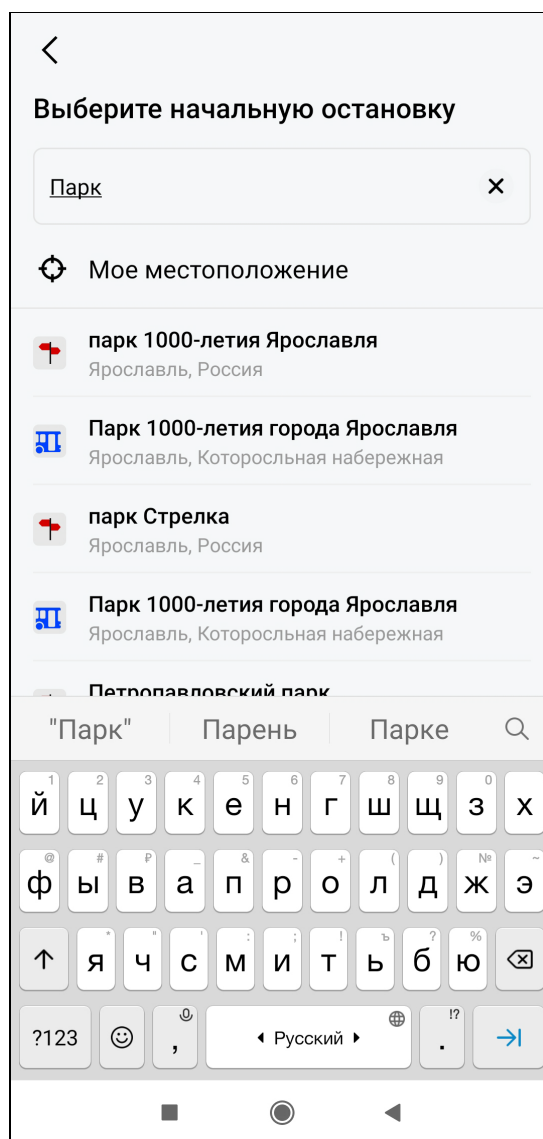 Выберите начальную остановку
Парк
Мое местоположение
парк 1000-летия Ярославля
Ярославль, Россия
Парк 1000-летия города Ярославля
Ярославль, Которосльная набережная
парк Стрелка
Ярославль, Россия
Парк 1000-летия города Ярославля
Ярославль, Которосльная набережная
Петропавловский парк
"Парк" Парень Парке
1 2 3 4 5 6 7 8 9 0
й ц у к е н г ш щ з х
@ # ₽ _ & - + ( ) № ~
ф ы в а п р о л д ж э
* " ' : ; ! ъ ? %
я ч с м и т ь б ю
!?
?123 , Русский .